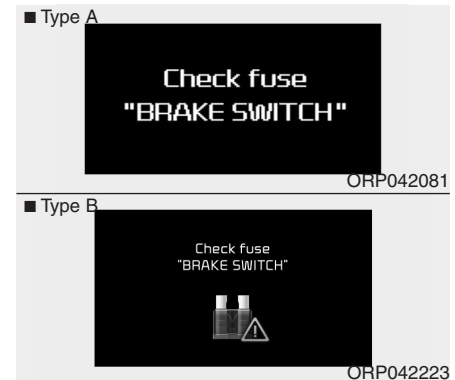 ■ Type A
Check fuse
"BRAKE SWITCH"
ORP042081
■ Type B
Check fuse
"BRAKE SWITCH"
ORP042223